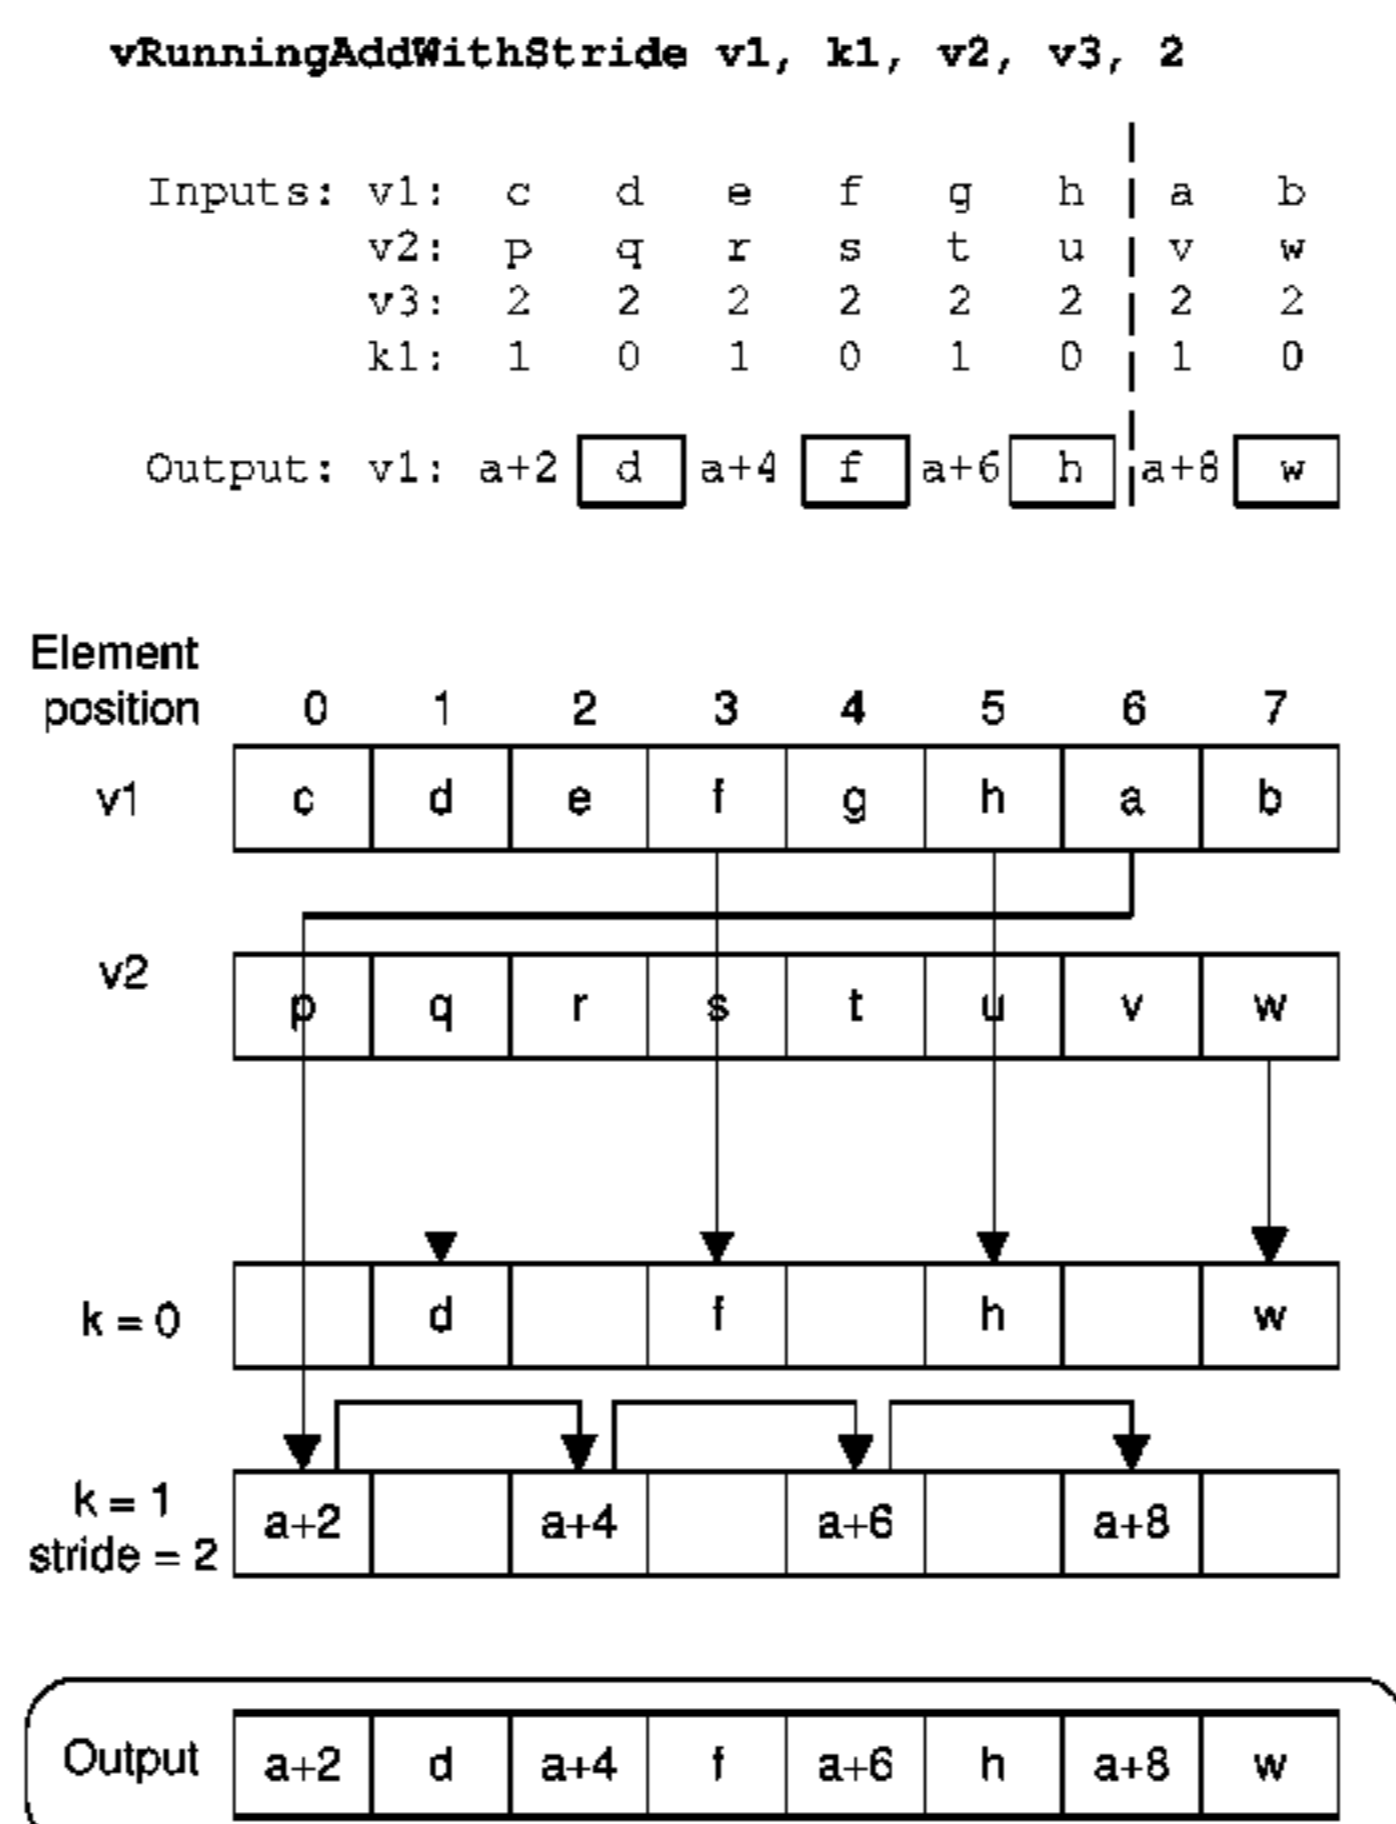 vRunningAddWithStride v1, k1, v2, v3, 2
Inputs: v1: c d e f g h a b
v2: p q r s t u v w
v3: 2 2 2 2 2 2 2 2
k1: 1 0 1 0 1 0 1 0
Output: v1: a+2 d a+4 f a+6 h a+8 w
Element
position 0 1 2 3 4 5 6 7
v1 c d e f g h a b
v2 p q r s t u v w
k = 0 d f h w
k = 1
stride = 2 a+2 a+4 a+6 a+8
Output a+2 d a+4 f a+6 h a+8 w